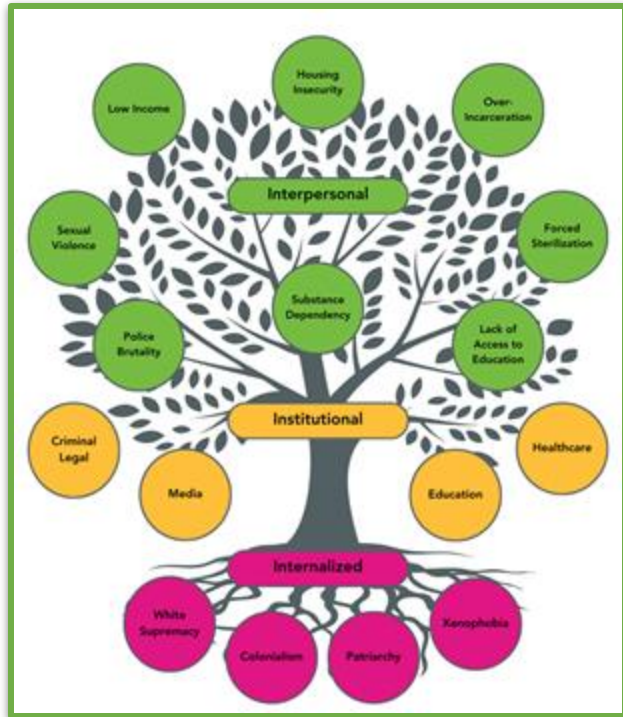 Housing
Insecurity
Low Income
Over-
Incarceration
Interpersonal
Sexual
Violence
Forced
Sterilization
Substance
Dependency
Police
Brutality
Lack of
Access to
Education
Institutional
Criminal
Legal
Healthcare
Media
Education
Internalized
White
Supremacy
Xenophobia
Colonialism
Patriarchy